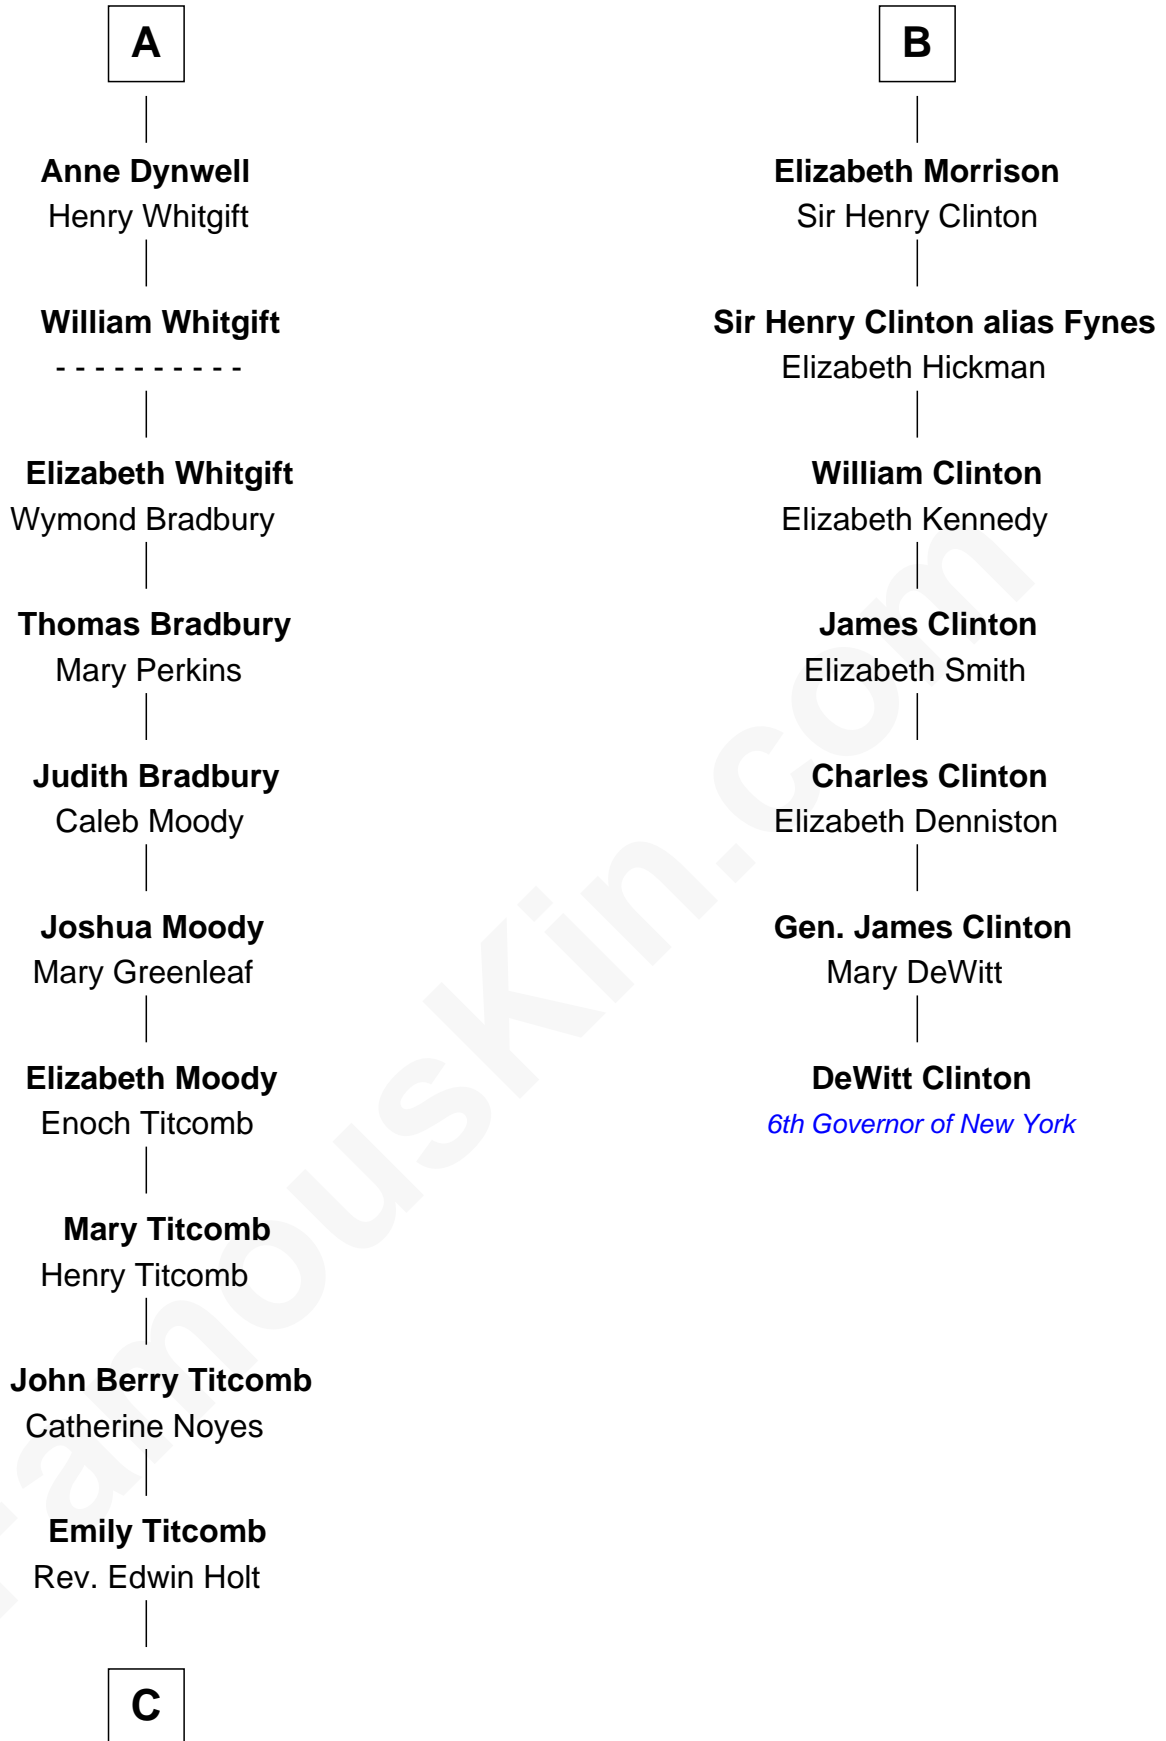 A
Anne Dynwell
Henry Whitgift
William Whitgift
- - - - - - - - - -
Elizabeth Whitgift
Wymond Bradbury
Thomas Bradbury
Mary Perkins
Judith Bradbury
Caleb Moody
Joshua Moody
Mary Greenleaf
Elizabeth Moody
Enoch Titcomb
Mary Titcomb
Henry Titcomb
John Berry Titcomb
Catherine Noyes
Emily Titcomb
Rev. Edwin Holt
C
B
Elizabeth Morrison
Sir Henry Clinton
Sir Henry Clinton alias Fynes
Elizabeth Hickman
William Clinton
Elizabeth Kennedy
James Clinton
Elizabeth Smith
Charles Clinton
Elizabeth Denniston
Gen. James Clinton
Mary DeWitt
DeWitt Clinton
6th Governor of New York
FamousKin.com